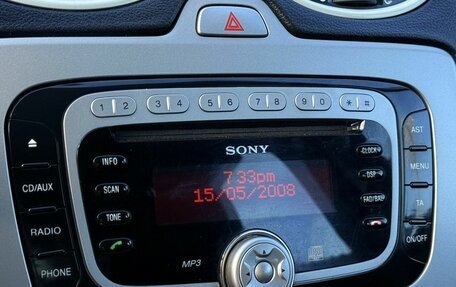 1 2 3 4 5 6 7 8 9 0 * #
SONY
INFO CLOCK AST
7:33pm
CD/AUX SCAN DSP MENU
15/05/2008
TONE FAD/BAL TA
RADIO
ON/OFF
PHONE MP3